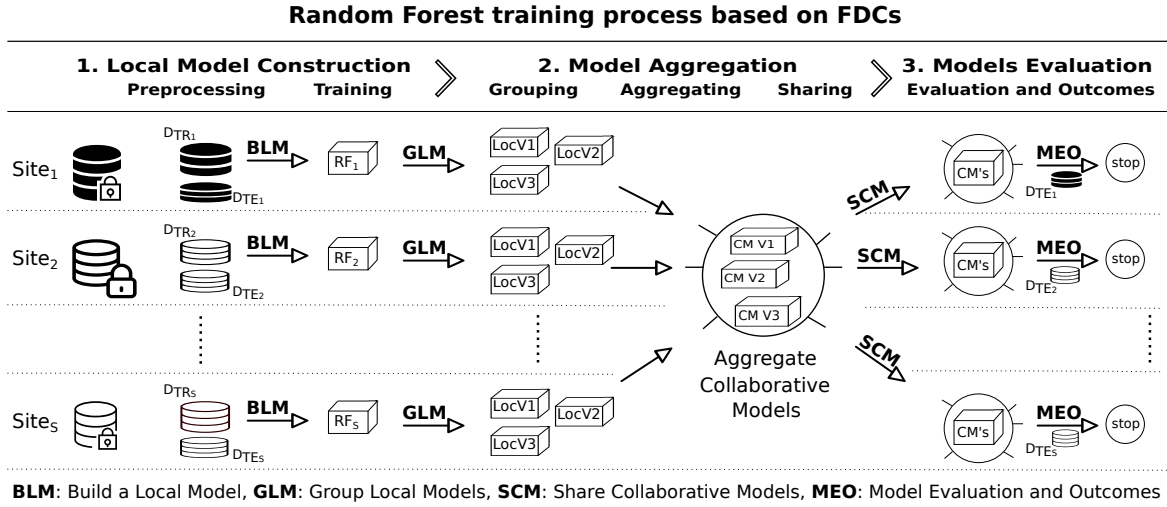 Random Forest training process based on FDCs
1. Local Model Construction
2. Model Aggregation
3. Models Evaluation
Preprocessing Training
Grouping Aggregating Sharing
Evaluation and Outcomes
Site1
DTR1
DTE1
BLM
RF1
GLM
LocV1
LocV2
LocV3
SCM
CM's
MEO
DTE1
stop
Site2
DTR2
DTE2
BLM
RF2
GLM
LocV1
LocV2
LocV3
CM V1
CM V2
CM V3
SCM
CM's
MEO
DTE2
stop
Aggregate
Collaborative
Models
SiteS
DTRS
DTES
BLM
RFS
GLM
LocV1
LocV2
LocV3
SCM
CM's
MEO
DTES
stop
BLM: Build a Local Model, GLM: Group Local Models, SCM: Share Collaborative Models, MEO: Model Evaluation and Outcomes